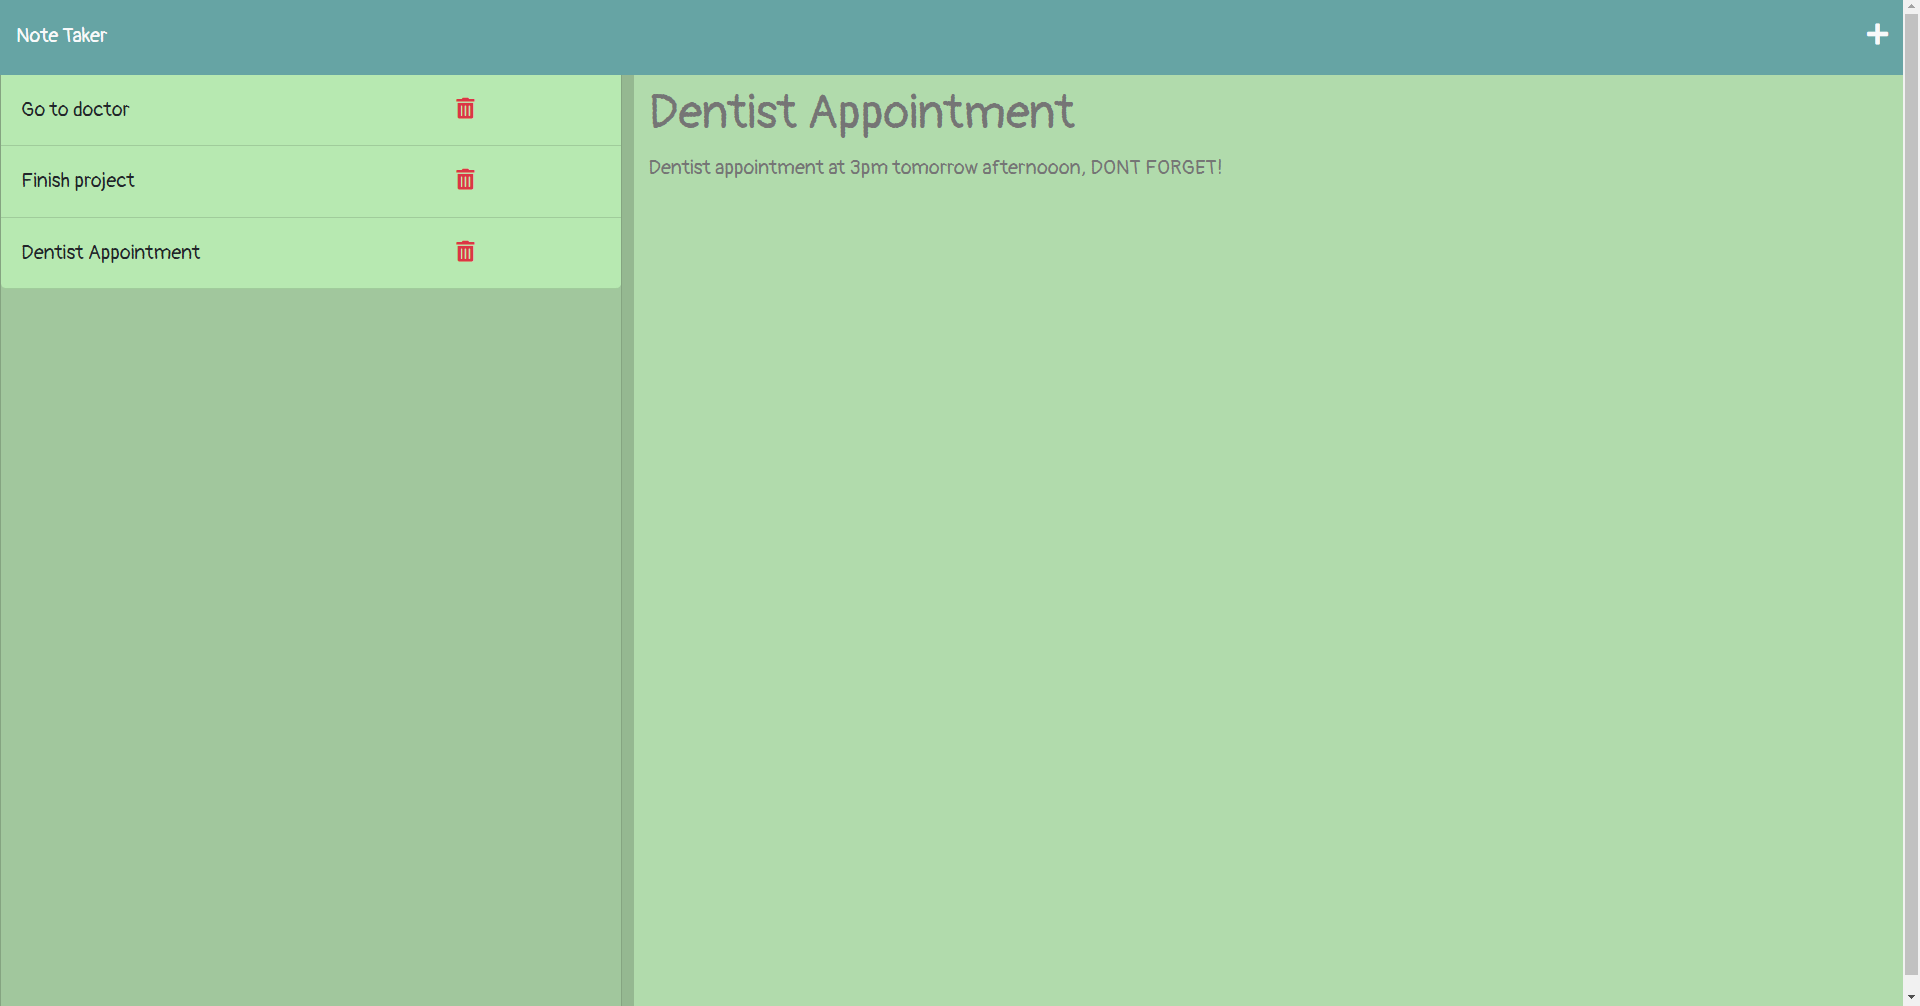 Note Taker
Go to doctor
Finish project
Dentist Appointment
Dentist Appointment
Dentist appointment at 3pm tomorrow afternooon, DONT FORGET!